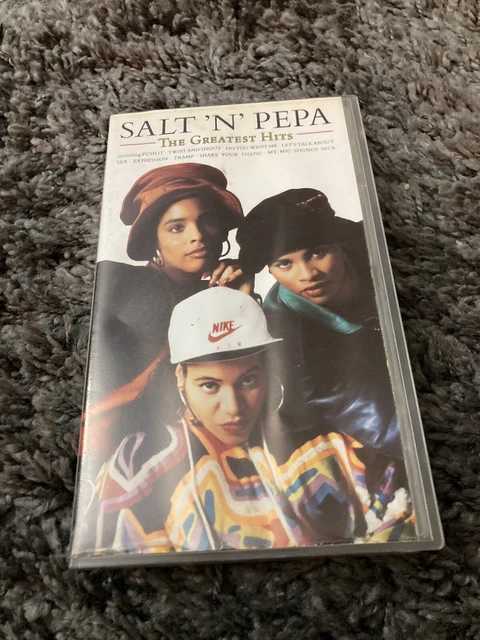 SALT 'N' PEPA
THE GREATEST HITS
including PUSH IT · TWIST AND SHOUT · DO YOU WANT ME · LET'S TALK ABOUT
SEX · EXPRESSION · TRAMP · SHAKE YOUR THANG · MY MIC SOUNDS NICE
NIKE